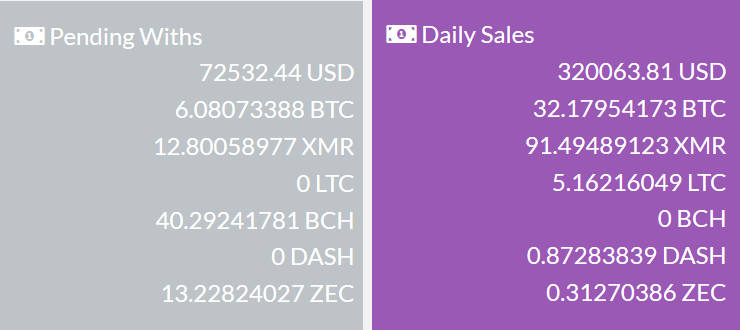 Pending Withs
72532.44 USD
6.08073388 BTC
12.80058977 XMR
0 LTC
40.29241781 BCH
0 DASH
13.22824027 ZEC
Daily Sales
320063.81 USD
32.17954173 BTC
91.49489123 XMR
5.16216049 LTC
0 BCH
0.87283839 DASH
0.31270386 ZEC